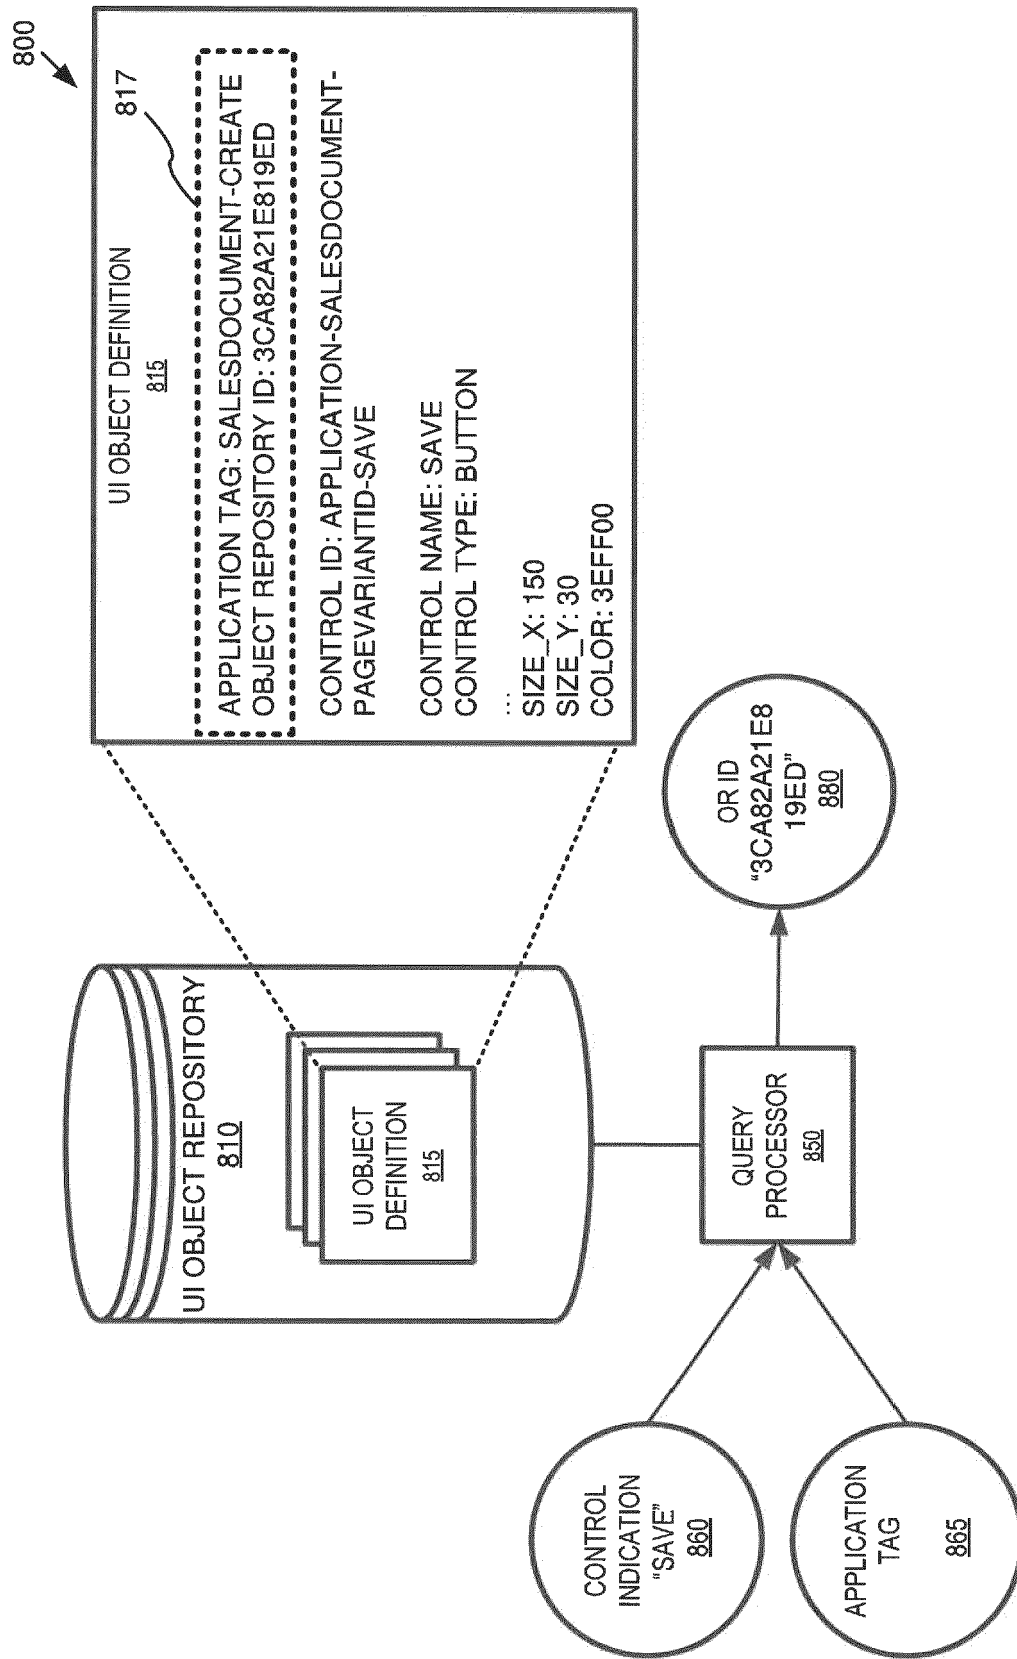 800
817
UI OBJECT DEFINITION
815
APPLICATION TAG: SALESDOCUMENT-CREATE
OBJECT REPOSITORY ID: 3CA82A21E819ED
CONTROL ID: APPLICATION-SALESDOCUMENT-
PAGEVARIANTID-SAVE
CONTROL NAME: SAVE
CONTROL TYPE: BUTTON
...
SIZE_X: 150
SIZE_Y: 30
COLOR: 3EFF00
UI OBJECT REPOSITORY
810
UI OBJECT
DEFINITION
815
CONTROL
INDICATION
“SAVE”
860
APPLICATION
TAG
865
QUERY
PROCESSOR
850
OR ID
“3CA82A21E8
19ED”
880